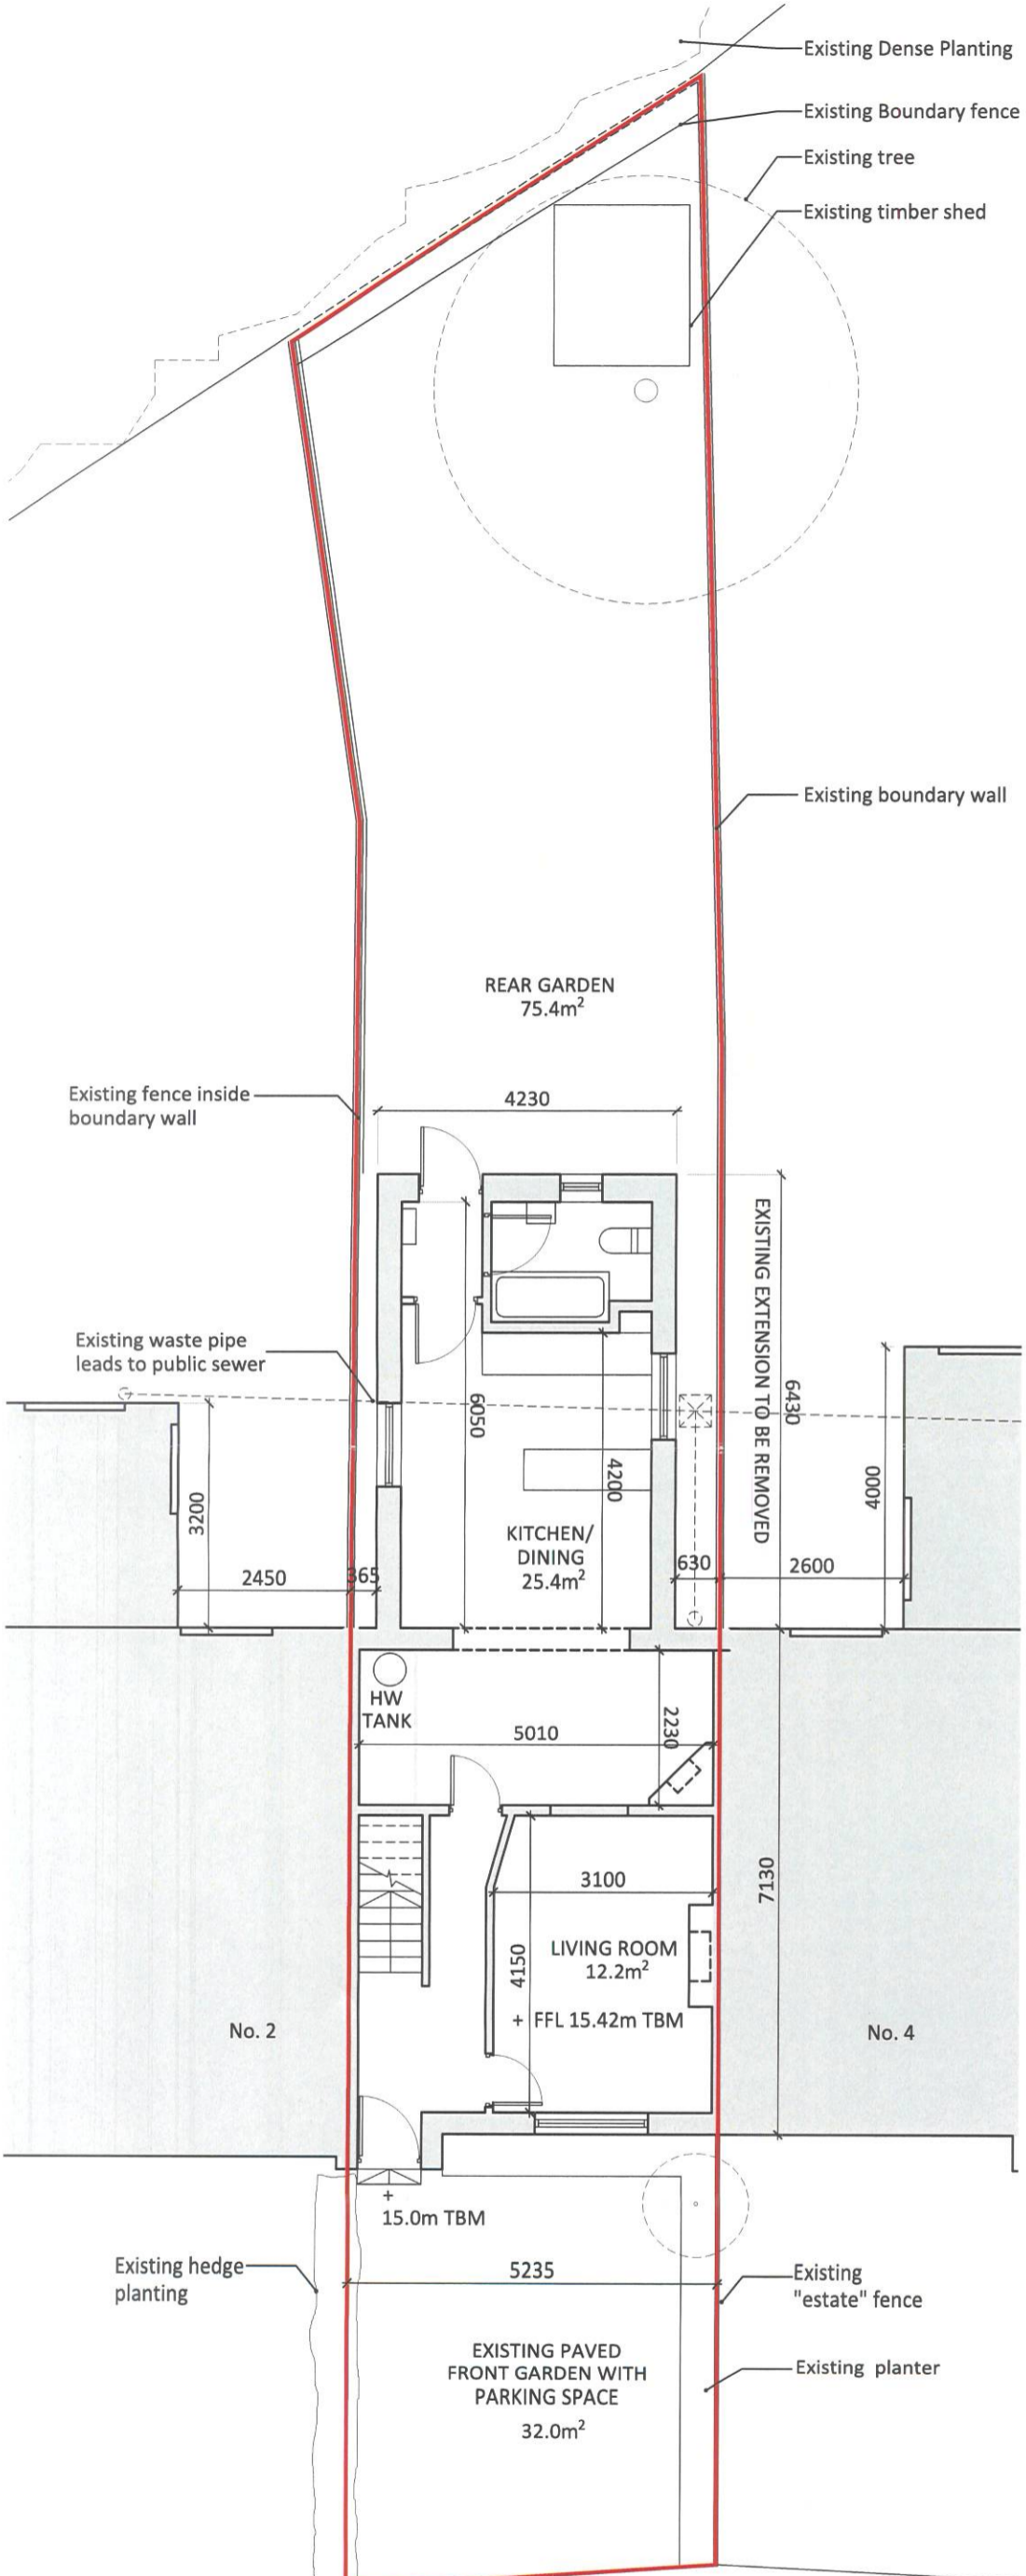 Existing Dense Planting
Existing Boundary fence
Existing tree
Existing timber shed
Existing boundary wall
REAR GARDEN
75.4m²
Existing fence inside
boundary wall
4230
EXISTING EXTENSION TO BE REMOVED
6430
Existing waste pipe
leads to public sewer
6050
4200
4000
3200
KITCHEN/
DINING
25.4m²
2450
365
630
2600
HW
TANK
2230
5010
3100
7130
4150
LIVING ROOM
12.2m²
+ FFL 15.42m TBM
No. 2
No. 4
+
15.0m TBM
Existing hedge
planting
5235
Existing
"estate" fence
EXISTING PAVED
FRONT GARDEN WITH
PARKING SPACE
32.0m²
Existing planter